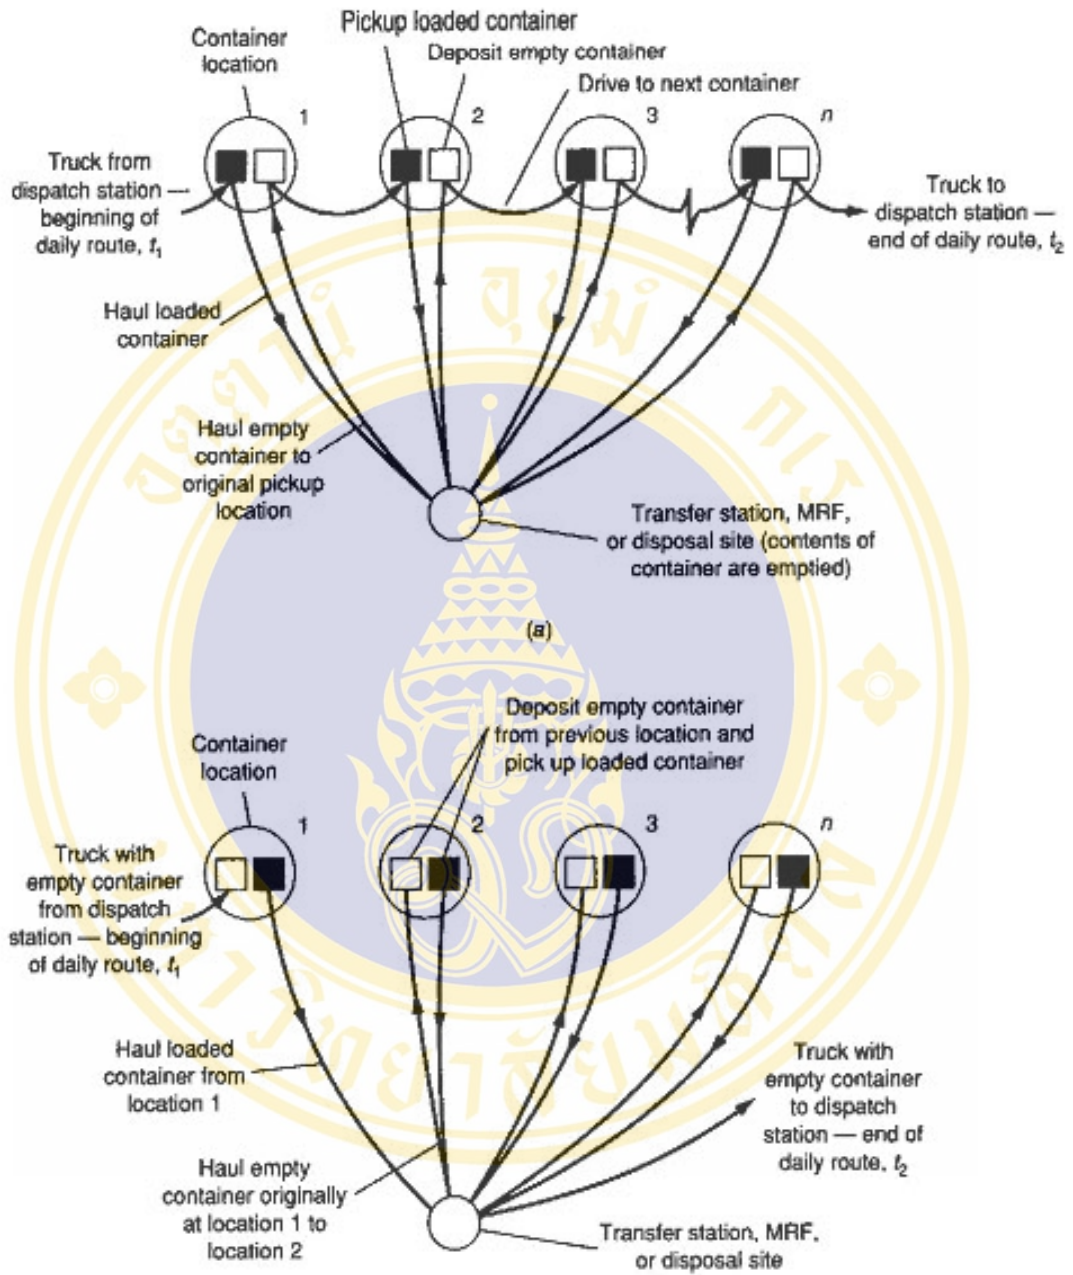 Pickup loaded container
Container
location
Deposit empty container
Drive to next container
1
2
3
n
Truck from
dispatch station —
beginning of
daily route, t1
Truck to
dispatch station —
end of daily route, t2
Haul loaded
container
Haul empty
container to
original pickup
location
Transfer station, MRF,
or disposal site (contents of
container are emptied)
(a)
Deposit empty container
from previous location and
pick up loaded container
Container
location
1
2
3
n
Truck with
empty container
from dispatch
station — beginning
of daily route, t1
Haul loaded
container from
location 1
Truck with
empty container
to dispatch
station — end of
daily route, t2
Haul empty
container originally
at location 1 to
location 2
Transfer station, MRF,
or disposal site